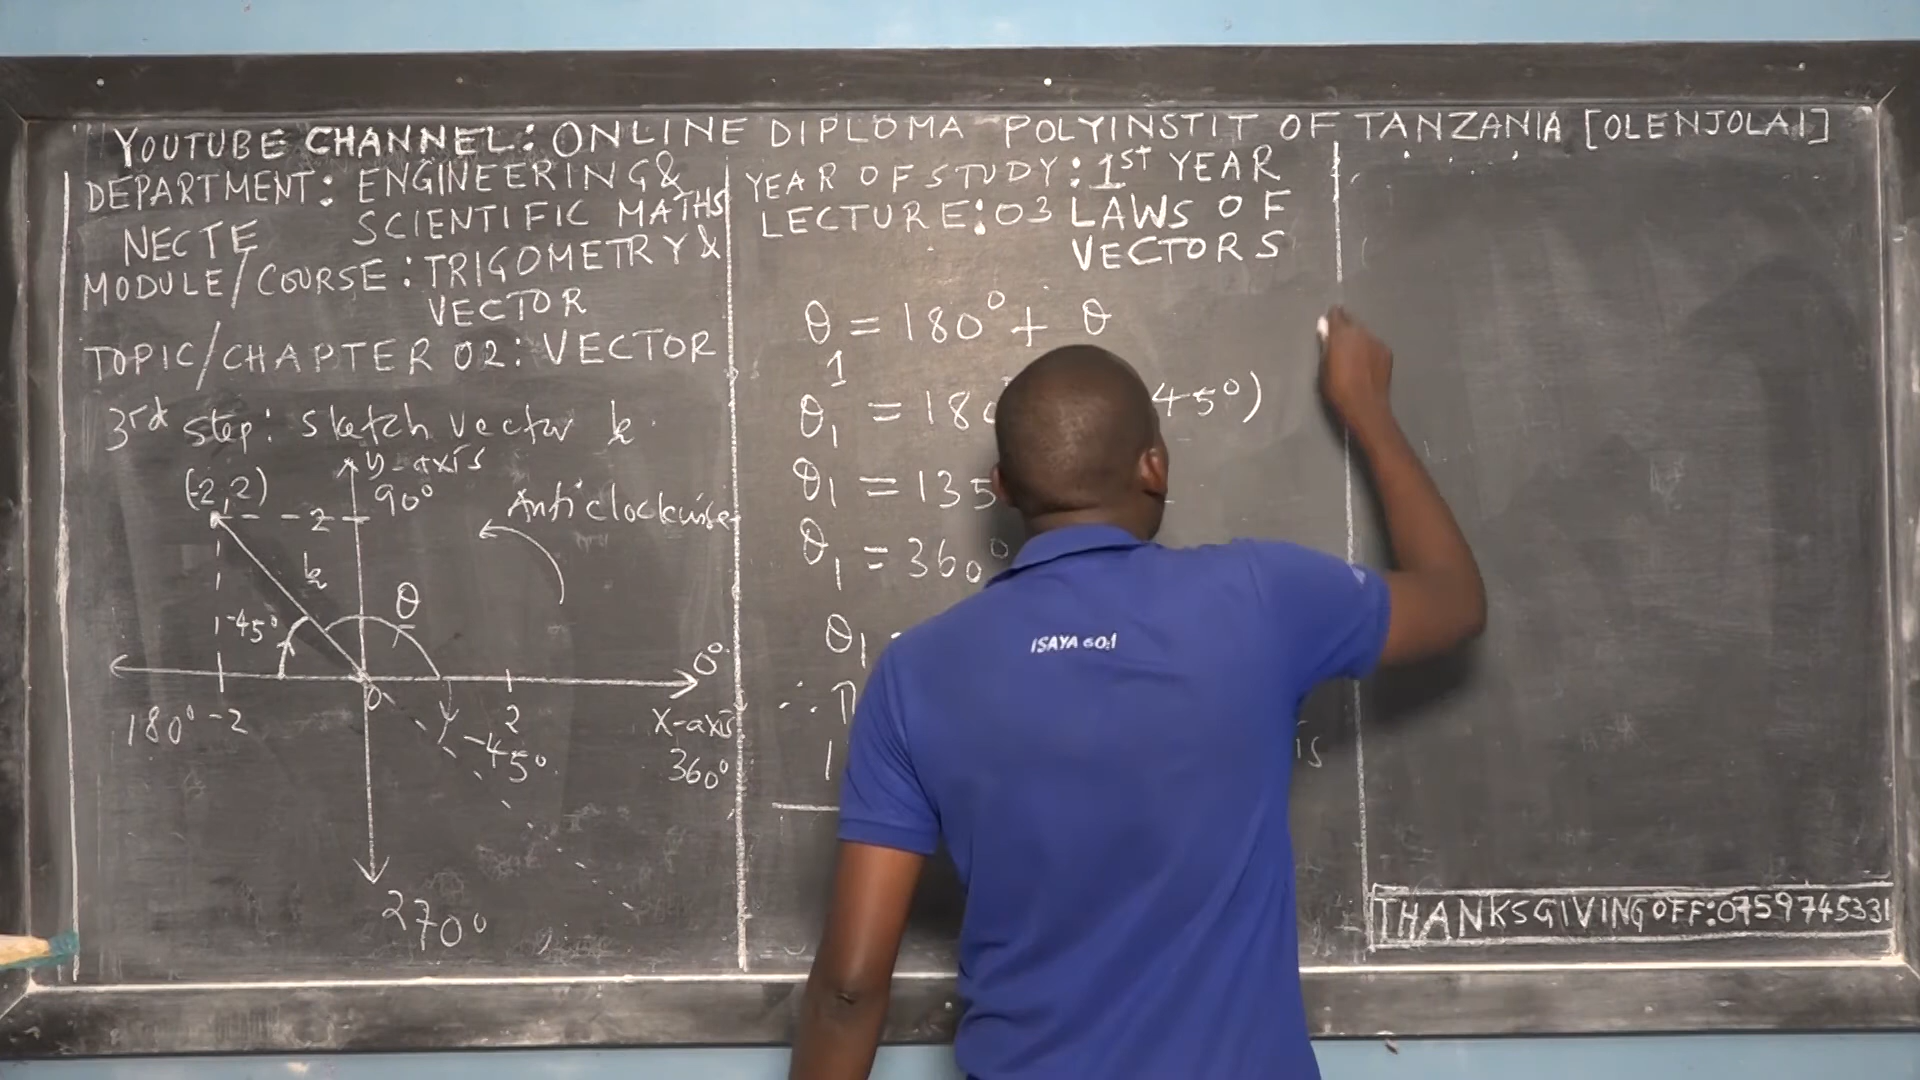 YOUTUBE CHANNEL: ONLINE DIPLOMA POLYINSTIT OF TANZANIA [OLENJOLAI]
DEPARTMENT: ENGINEERING &
SCIENTIFIC MATHS
NECTE
MODULE/COURSE: TRIGOMETRY &
VECTOR
TOPIC/CHAPTER 02: VECTOR
3rd step: sketch vector k
y-axis
(-2,2)
90°
2
Anticlockwise
k
θ
-45°
0°
0
180°
-2
2
x-axis
-45°
360°
270°
YEAR OF STUDY: 1ST YEAR
LECTURE: 03 LAWS OF
VECTORS
θ1 = 180° + θ
θ1 = 180 45°)
θ1 = 135
θ1 = 360°
θ1
∴
is
ISAYA 60:1
THANKSGIVING OFF: 0759745331